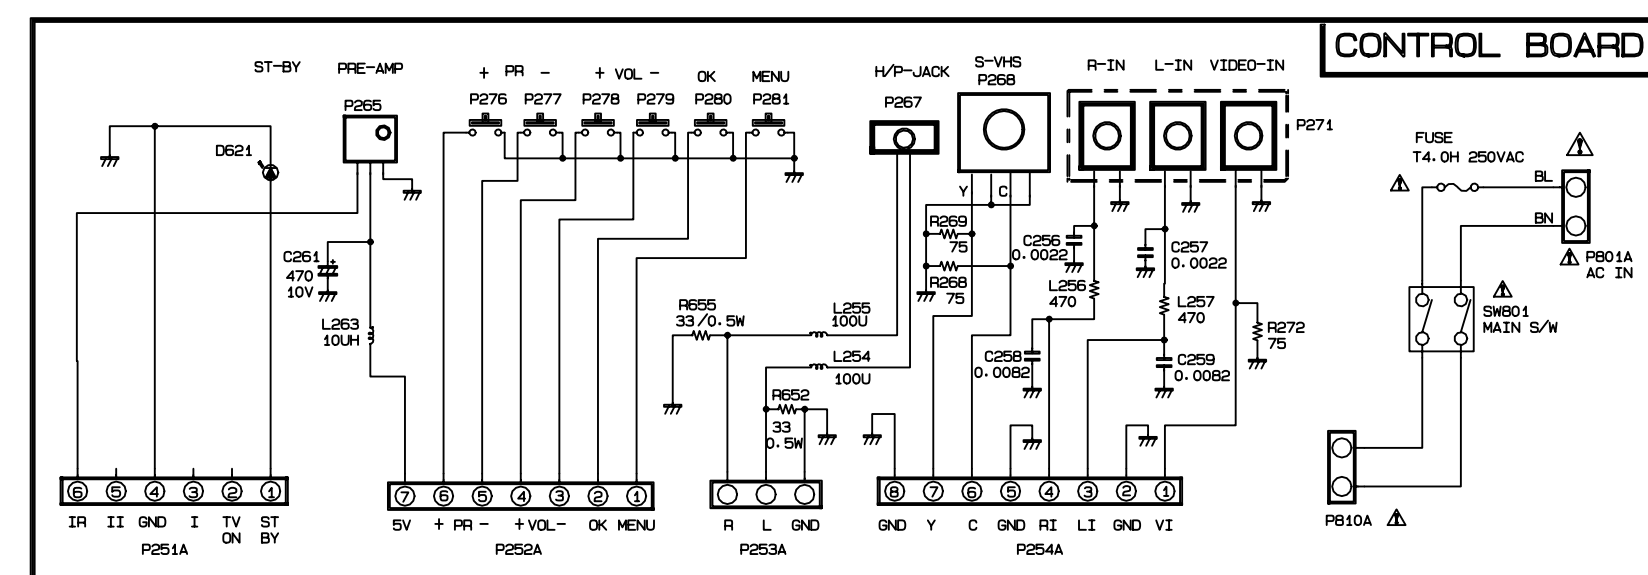 CONTROL BOARD
ST-BY
PRE-AMP
P265
+ PR -
P276 P277
+ VOL -
P278 P279
OK
P280
MENU
P281
H/P-JACK
P267
S-VHS
P268
R-IN L-IN VIDEO-IN
P271
FUSE
T4.0H 250VAC
BL
BN
P801A
AC IN
D621
Y C
R269
75
R268
75
C256
0.0022
C257
0.0022
C261
+
470
10V
L263
10UH
R655
33/0.5W
L255
100U
L254
100U
R652
33
0.5W
L256
470
L257
470
C258
0.0082
C259
0.0082
R272
75
SW801
MAIN S/W
P810A
6 5 4 3 2 1
IR II GND I TV ON ST BY
P251A
7 6 5 4 3 2 1
5V + PR - +VOL- OK MENU
P252A
R L GND
P253A
8 7 6 5 4 3 2 1
GND Y C GND RI LI GND VI
P254A